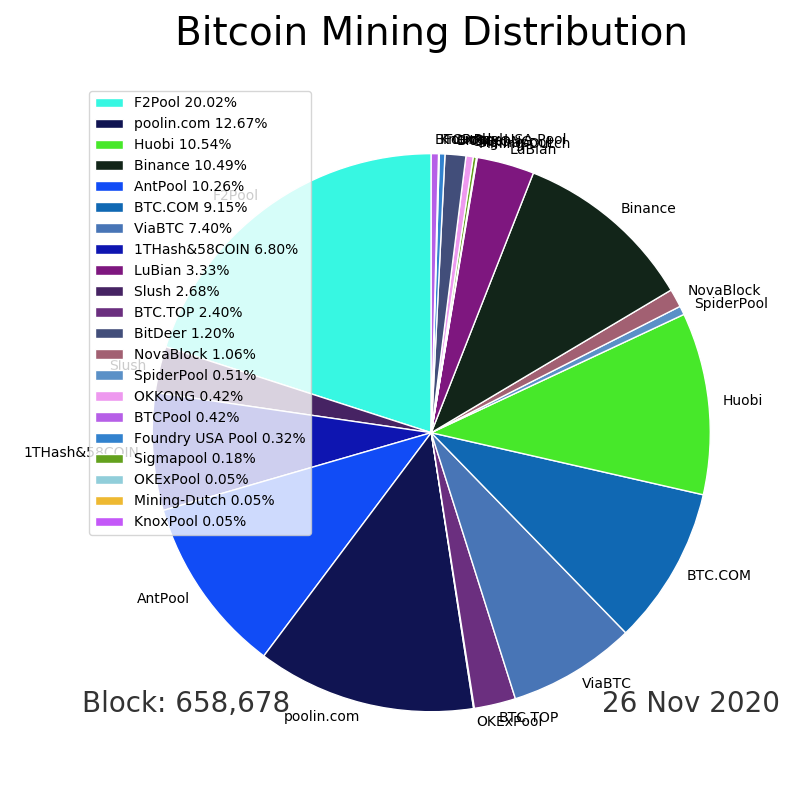 Bitcoin Mining Distribution
F2Pool 20.02%
poolin.com 12.67%
Huobi 10.54%
Binance 10.49%
AntPool 10.26%
BTC.COM 9.15%
ViaBTC 7.40%
1THash&58COIN 6.80%
LuBian 3.33%
Slush 2.68%
BTC.TOP 2.40%
BitDeer 1.20%
NovaBlock 1.06%
SpiderPool 0.51%
OKKONG 0.42%
BTCPool 0.42%
Foundry USA Pool 0.32%
Sigmapool 0.18%
OKExPool 0.05%
Mining-Dutch 0.05%
KnoxPool 0.05%
LuBian
Binance
NovaBlock
SpiderPool
Huobi
BTC.COM
ViaBTC
BTC.TOP
OKExPool
poolin.com
AntPool
1THash&58COIN
Slush
F2Pool
Block: 658,678
26 Nov 2020